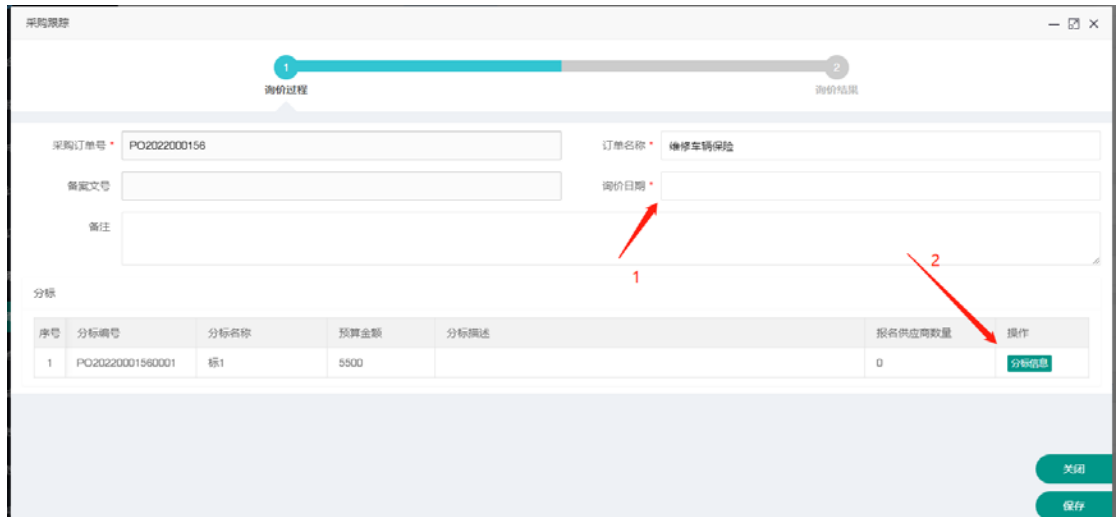 采购跟踪
1
2
询价过程
询价结果
采购订单号 * PO2022000156
订单名称 * 维修车辆保险
备案文号
询价日期 *
备注
1
2
分标
序号 分标编号 分标名称 预算金额 分标描述 报名供应商数量 操作
1 PO20220001560001 标1 5500 0 分标信息
关闭
保存